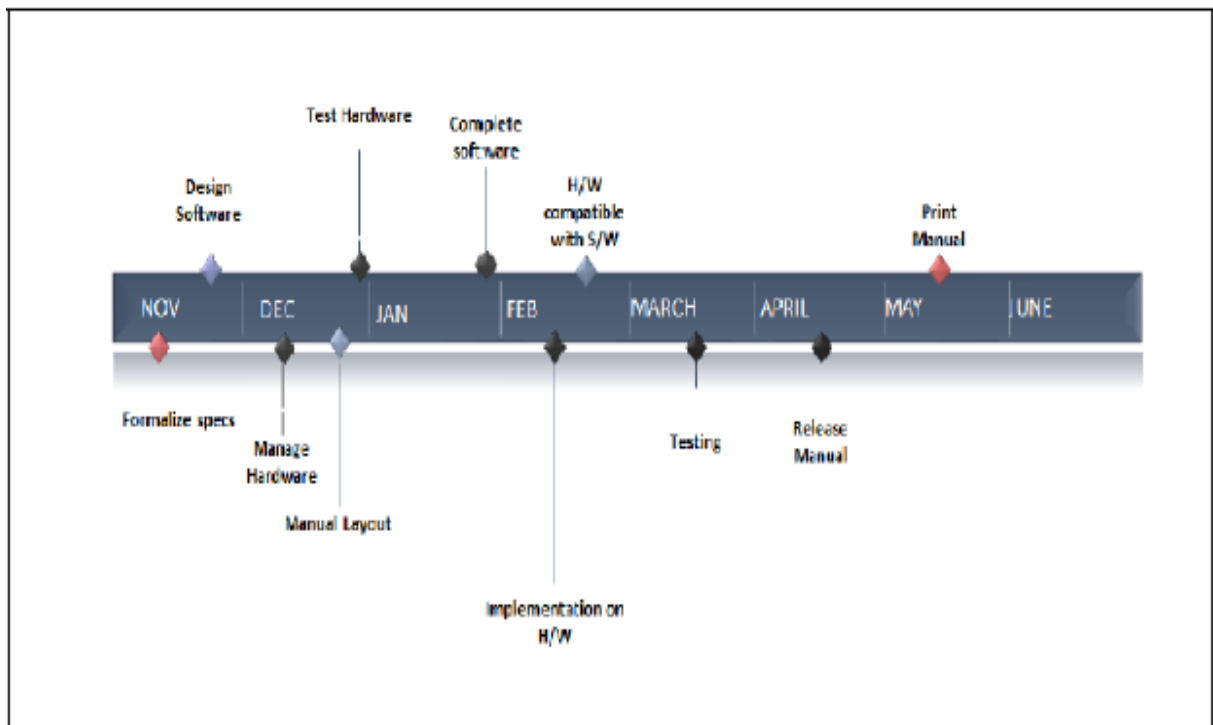 Test Hardware
Complete
software
Design
Software
H/W
compatible
with S/W
Print
Manual
NOV
DEC
JAN
FEB
MARCH
APRIL
MAY
JUNE
Formalize specs
Manage
Hardware
Manual Layout
Testing
Release
Manual
Implementation on
H/W